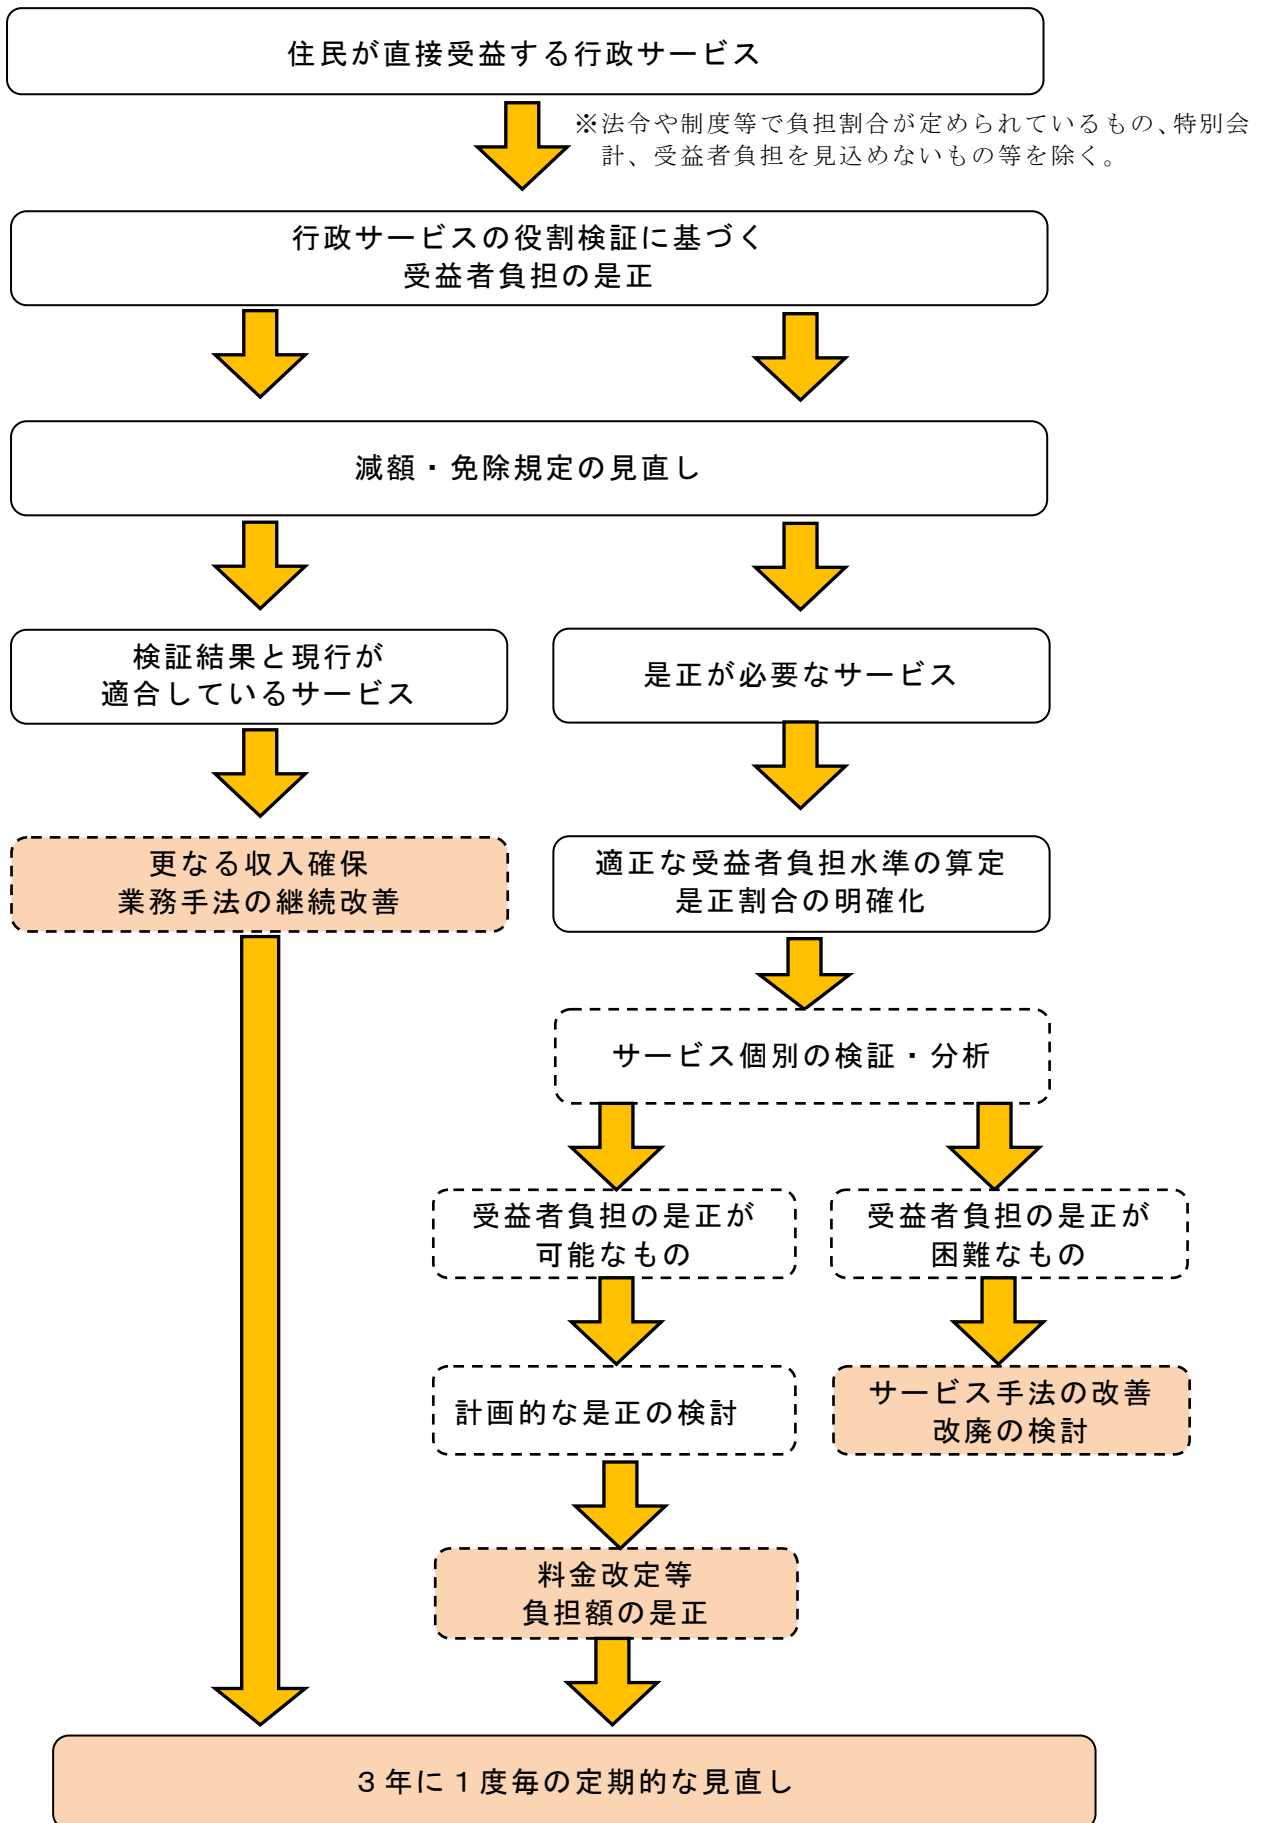 住民が直接受益する行政サービス
※法令や制度等で負担割合が定められているもの、特別会
計、受益者負担を見込めないもの等を除く。
行政サービスの役割検証に基づく
受益者負担の是正
減額・免除規定の見直し
検証結果と現行が
適合しているサービス
是正が必要なサービス
更なる収入確保
業務手法の継続改善
適正な受益者負担水準の算定
是正割合の明確化
サービス個別の検証・分析
受益者負担の是正が
可能なもの
受益者負担の是正が
困難なもの
計画的な是正の検討
サービス手法の改善
改廃の検討
料金改定等
負担額の是正
３年に１度毎の定期的な見直し